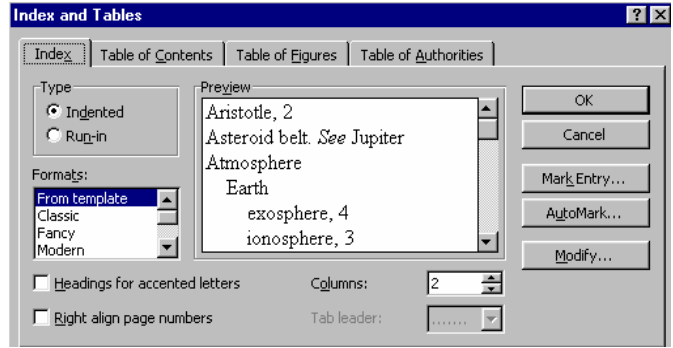 Index and Tables
Index
Table of Contents
Table of Figures
Table of Authorities
Type
Indented
Run-in
Formats:
From template
Classic
Fancy
Modern
Preview
Aristotle, 2
Asteroid belt. See Jupiter
Atmosphere
Earth
exosphere, 4
ionosphere, 3
OK
Cancel
Mark Entry...
AutoMark...
Modify...
Headings for accented letters
Columns: 2
Right align page numbers
Tab leader: .......